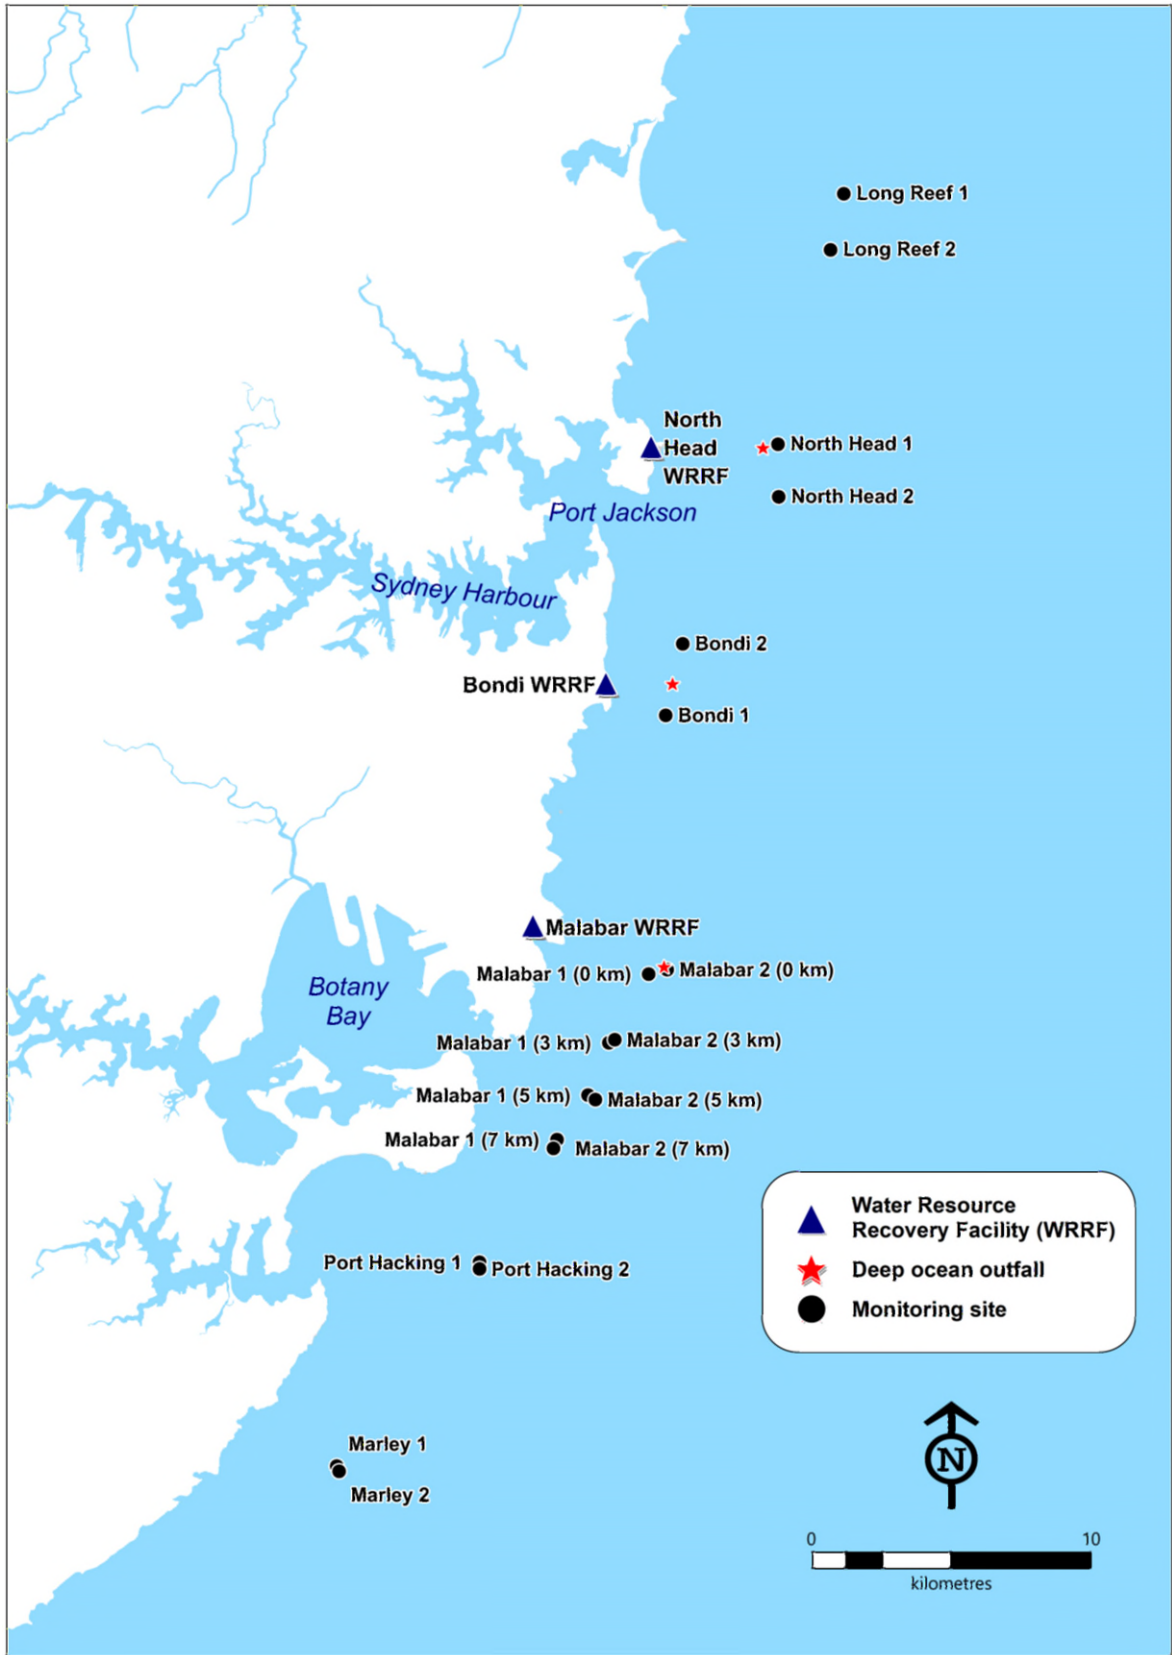 Long Reef 1
Long Reef 2
North
Head
WRRF
North Head 1
North Head 2
Port Jackson
Sydney Harbour
Bondi 2
Bondi WRRF
Bondi 1
Malabar WRRF
Malabar 1 (0 km)
Malabar 2 (0 km)
Botany
Bay
Malabar 1 (3 km)
Malabar 2 (3 km)
Malabar 1 (5 km)
Malabar 2 (5 km)
Malabar 1 (7 km)
Malabar 2 (7 km)
Port Hacking 1
Port Hacking 2
Marley 1
Marley 2
Water Resource
Recovery Facility (WRRF)
Deep ocean outfall
Monitoring site
N
0
10
kilometres